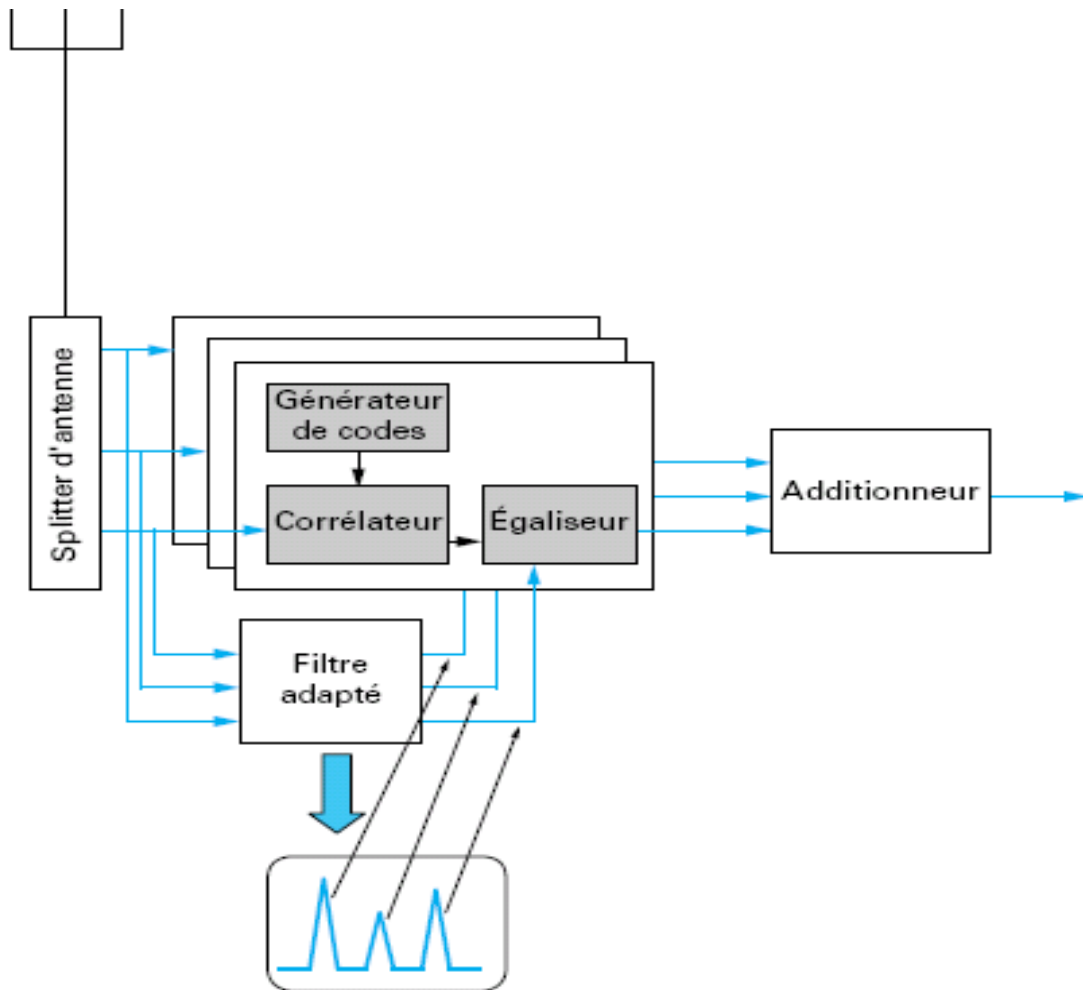 Splitter d'antenne
Générateur
de codes
Corrélateur
Égaliseur
Additionneur
Filtre
adapté